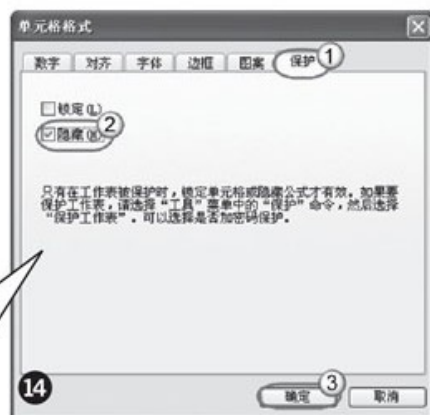 单元格格式
数字 对齐 字体 边框 图案 保护 ①
锁定(L)
隐藏(H) ②
只有在工作表被保护时，锁定单元格或隐藏公式才有效。如果要
保护工作表，请选择“工具”菜单中的“保护”命令，然后选择
“保护工作表”。可以选择是否加密码保护。
⓮ 确定 ③ 取消